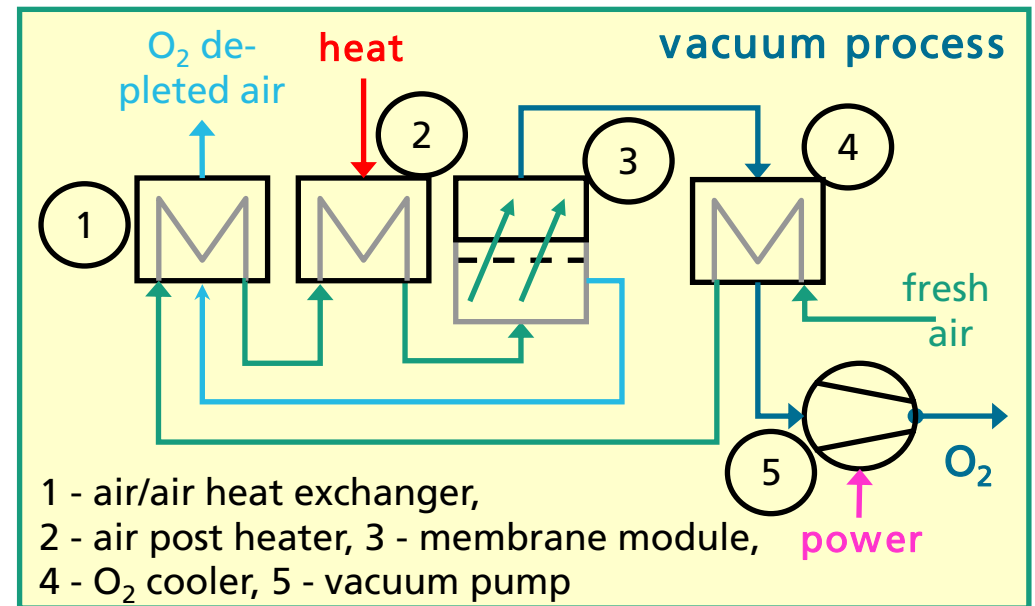 vacuum process
O₂ de-
pleted air
heat
1
2
3
4
fresh
air
5
O₂
power
1 - air/air heat exchanger,
2 - air post heater, 3 - membrane module,
4 - O₂ cooler, 5 - vacuum pump